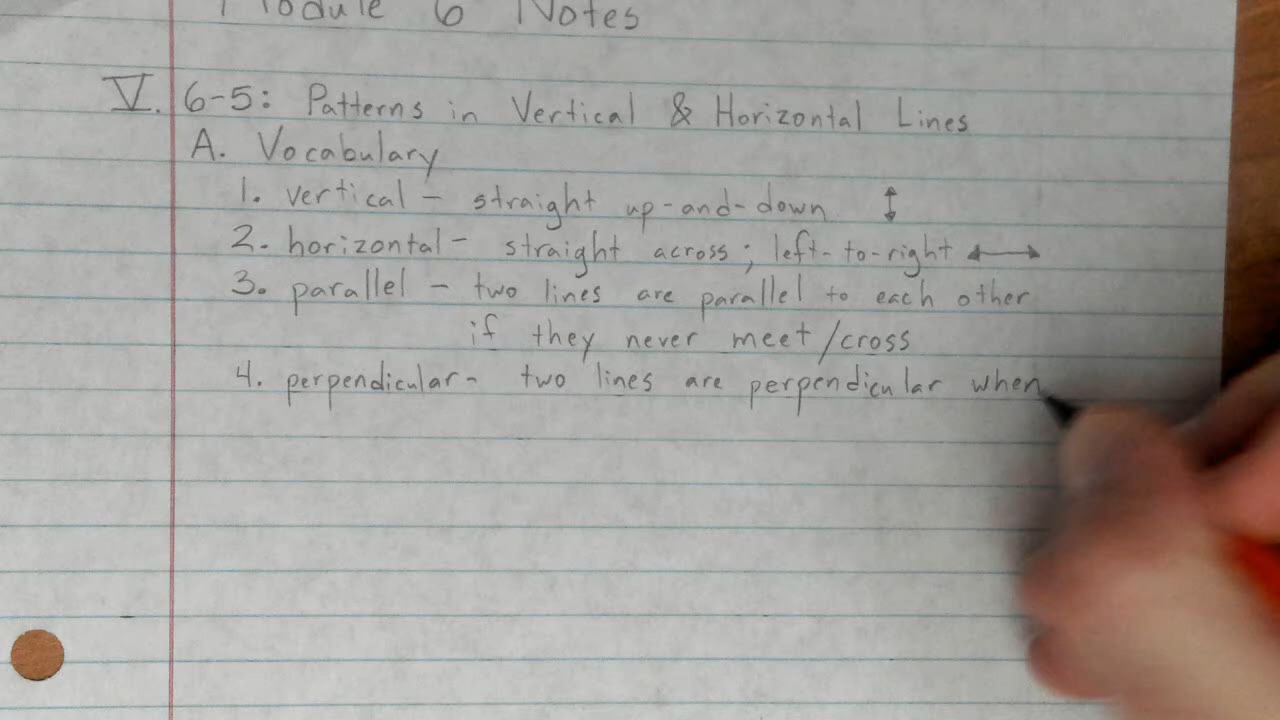 Module 6 Notes
V. 6-5: Patterns in Vertical & Horizontal Lines
A. Vocabulary
1. vertical - straight up-and-down ↕
2. horizontal - straight across; left-to-right ↔
3. parallel - two lines are parallel to each other
if they never meet/cross
4. perpendicular - two lines are perpendicular when